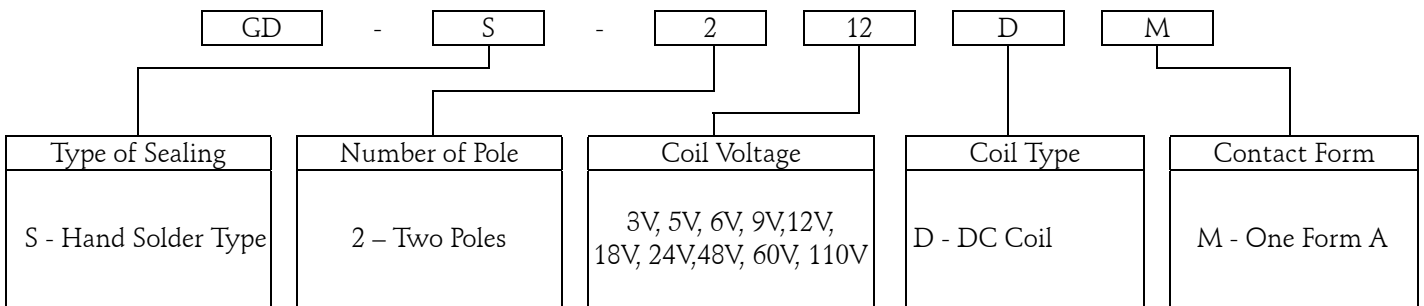 GD - S - 2 12 D M
Type of Sealing
S - Hand Solder Type
Number of Pole
2 – Two Poles
Coil Voltage
3V, 5V, 6V, 9V,12V,
18V, 24V,48V, 60V, 110V
Coil Type
D - DC Coil
Contact Form
M - One Form A